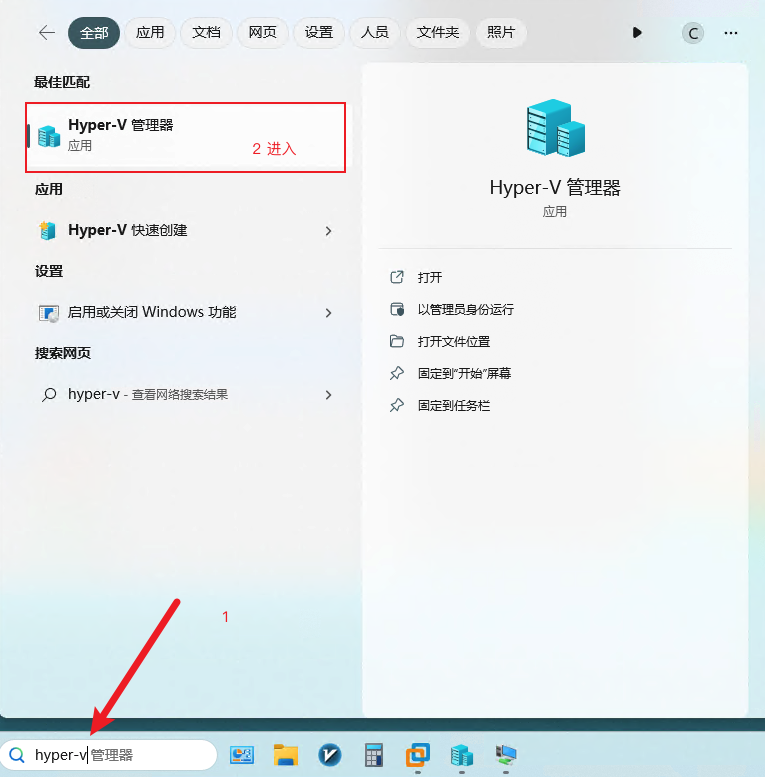 全部 应用 文档 网页 设置 人员 文件夹 照片 C
最佳匹配
Hyper-V 管理器
应用
2 进入
应用
Hyper-V 快速创建
设置
启用或关闭 Windows 功能
搜索网页
hyper-v - 查看网络搜索结果
Hyper-V 管理器
应用
打开
以管理员身份运行
打开文件位置
固定到"开始"屏幕
固定到任务栏
1
hyper-v 管理器